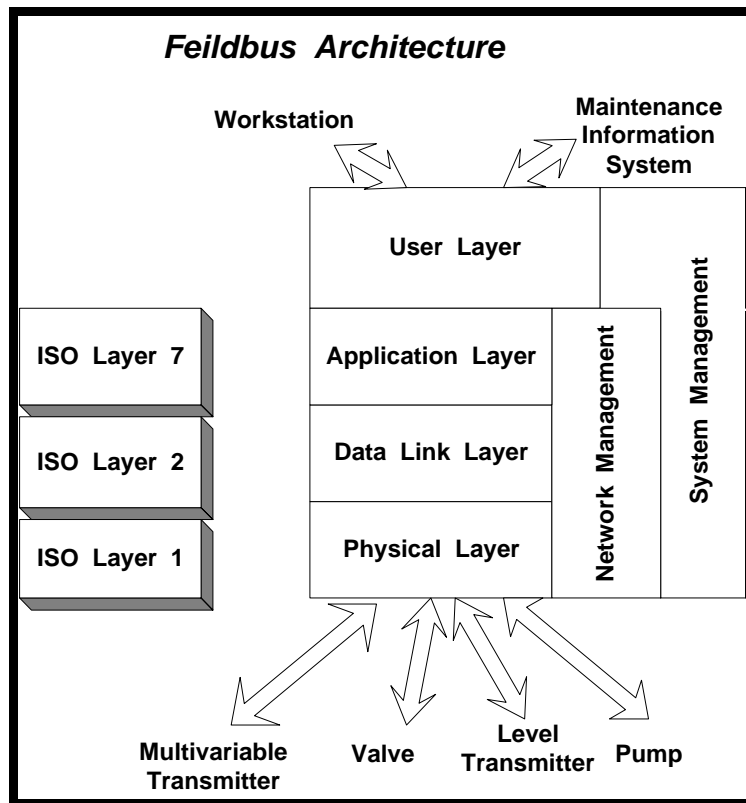 Feildbus Architecture
Workstation
Maintenance
Information
System
User Layer
ISO Layer 7
Application Layer
ISO Layer 2
Data Link Layer
ISO Layer 1
Physical Layer
Network Management
System Management
Multivariable
Transmitter
Valve
Level
Transmitter
Pump